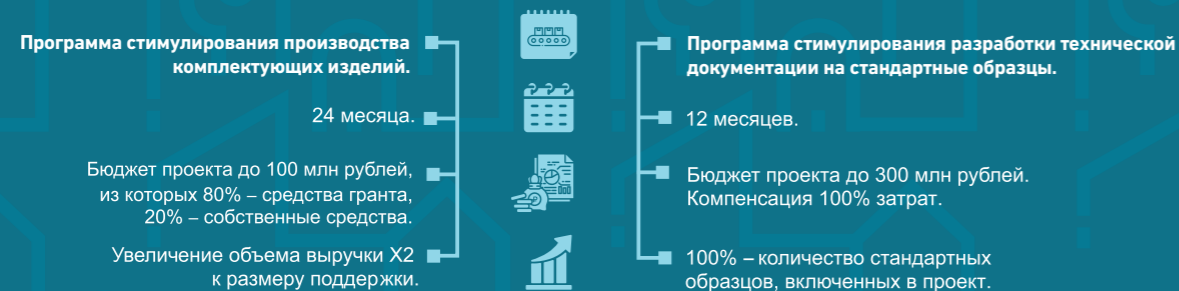 Программа стимулирования производства
комплектующих изделий.
24 месяца.
Бюджет проекта до 100 млн рублей,
из которых 80% – средства гранта,
20% – собственные средства.
Увеличение объема выручки X2
к размеру поддержки.
Программа стимулирования разработки технической
документации на стандартные образцы.
12 месяцев.
Бюджет проекта до 300 млн рублей.
Компенсация 100% затрат.
100% – количество стандартных
образцов, включенных в проект.